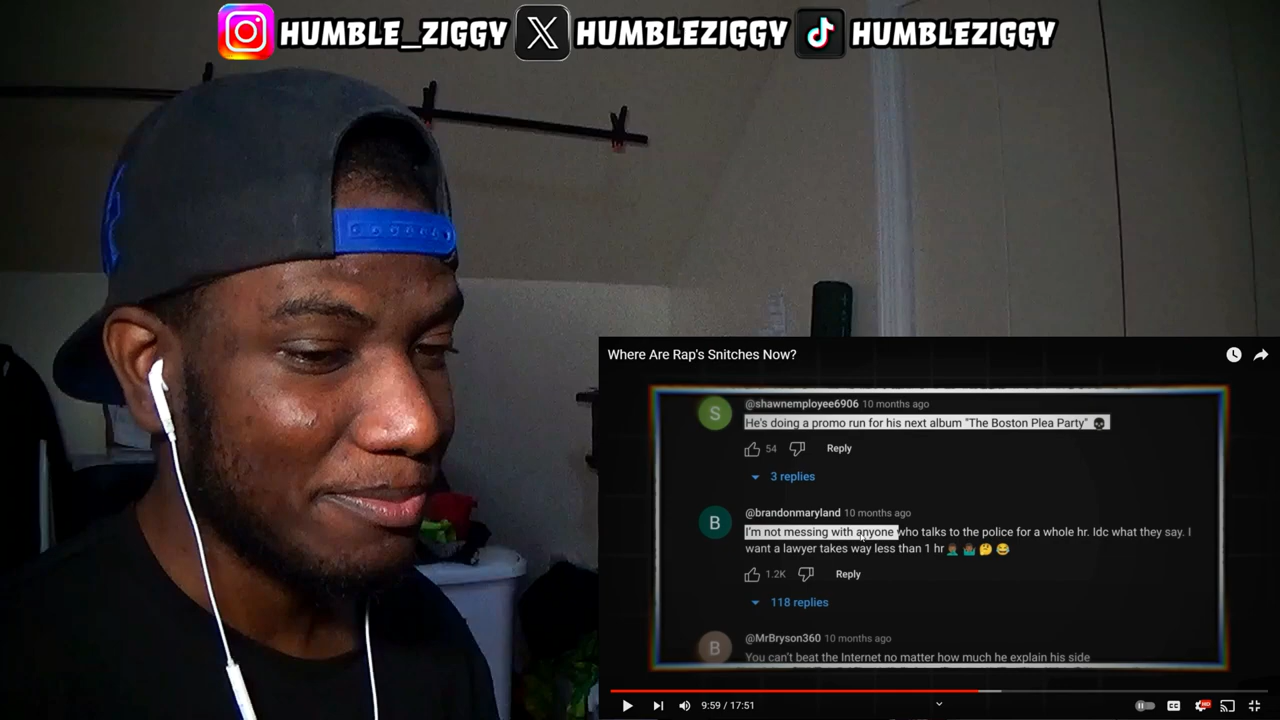 HUMBLE_ZIGGY HUMBLEZIGGY HUMBLEZIGGY
Where Are Rap's Snitches Now?
S
@shawnemployee6906 10 months ago
He's doing a promo run for his next album "The Boston Plea Party" 💀
54 Reply
3 replies
B
@brandonmaryland 10 months ago
I'm not messing with anyone who talks to the police for a whole hr. Idc what they say. I
want a lawyer takes way less than 1 hr🤦🏾‍♂️ 🤷🏾‍♂️ 🤔 😂
1.2K Reply
118 replies
B
@MrBryson360 10 months ago
You can't beat the Internet no matter how much he explain his side
9:59 / 17:51
CC
HD